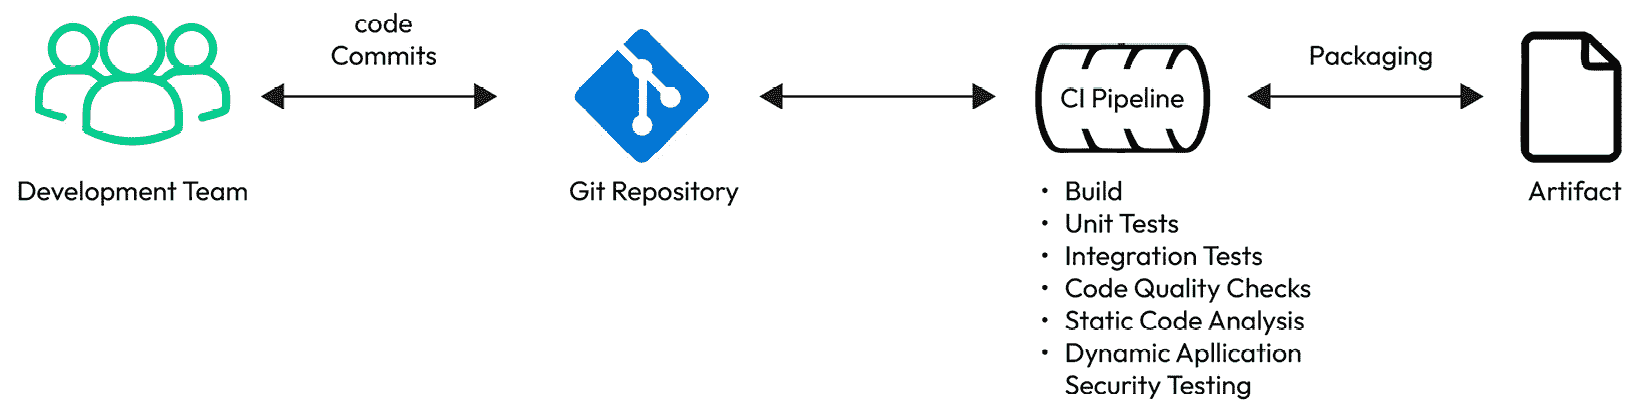 code
Commits
Packaging
CI Pipeline
Development Team
Git Repository
• Build
• Unit Tests
• Integration Tests
• Code Quality Checks
• Static Code Analysis
• Dynamic Apllication
Security Testing
Artifact